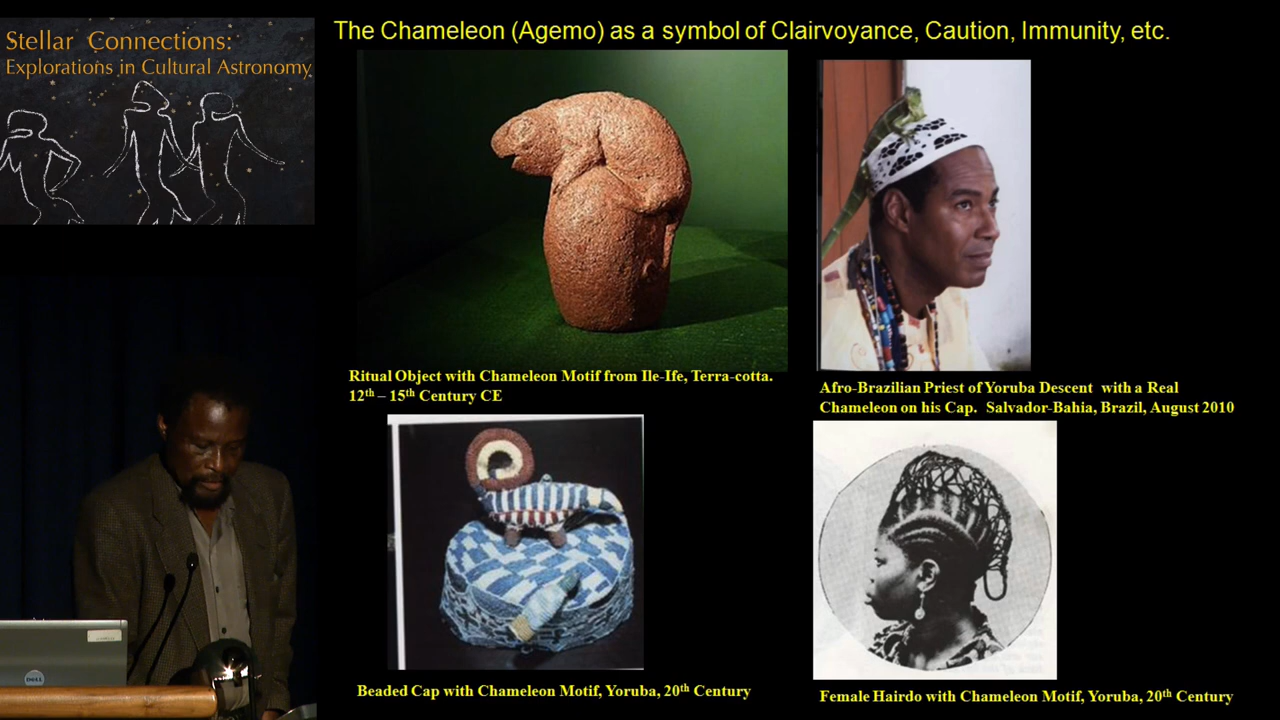 Stellar Connections:
Explorations in Cultural Astronomy
The Chameleon (Agemo) as a symbol of Clairvoyance, Caution, Immunity, etc.
Ritual Object with Chameleon Motif from Ile-Ife, Terra-cotta.
12th – 15th Century CE
Afro-Brazilian Priest of Yoruba Descent with a Real
Chameleon on his Cap. Salvador-Bahia, Brazil, August 2010
Beaded Cap with Chameleon Motif, Yoruba, 20th Century
Female Hairdo with Chameleon Motif, Yoruba, 20th Century
DELL